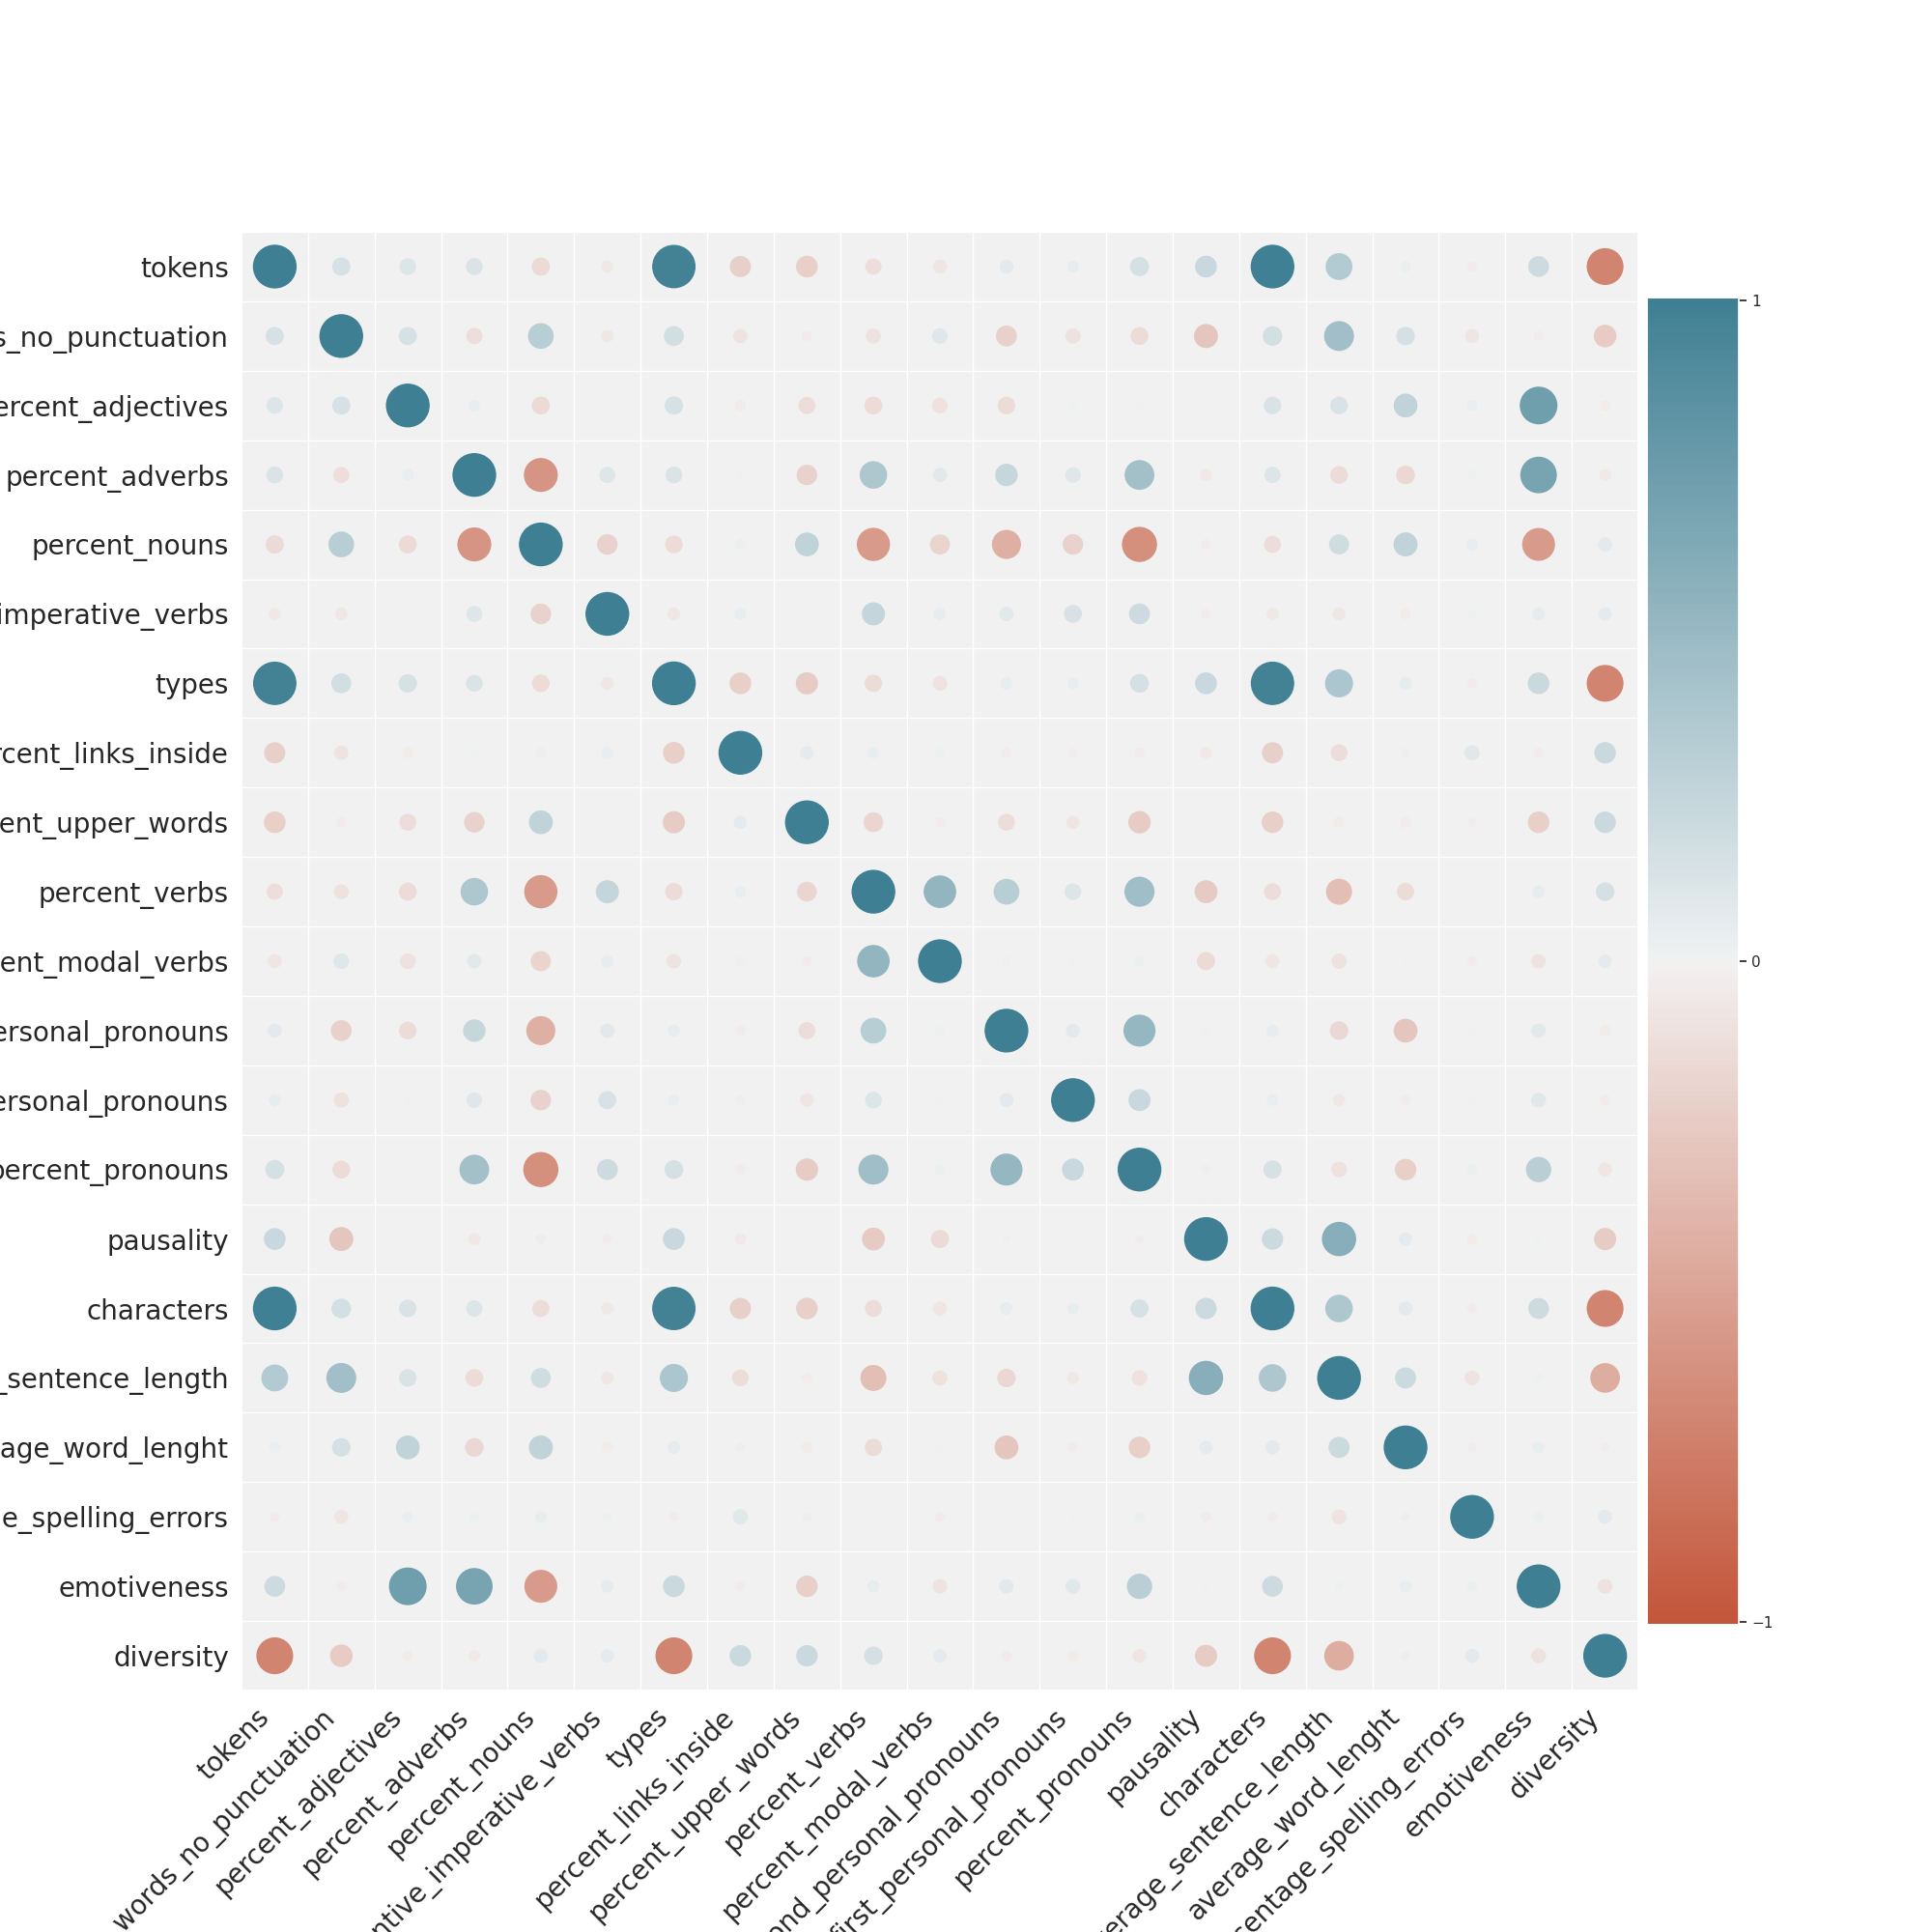 tokens
s_no_punctuation
ercent_adjectives
percent_adverbs
percent_nouns
imperative_verbs
types
rcent_links_inside
ent_upper_words
percent_verbs
ent_modal_verbs
ersonal_pronouns
ersonal_pronouns
percent_pronouns
pausality
characters
_sentence_length
age_word_lenght
e_spelling_errors
emotiveness
diversity
1
0
−1
tokens
words_no_punctuation
percent_adjectives
percent_adverbs
percent_nouns
ntive_imperative_verbs
types
percent_links_inside
percent_upper_words
percent_verbs
percent_modal_verbs
ond_personal_pronouns
first_personal_pronouns
percent_pronouns
pausality
characters
erage_sentence_length
average_word_lenght
centage_spelling_errors
emotiveness
diversity